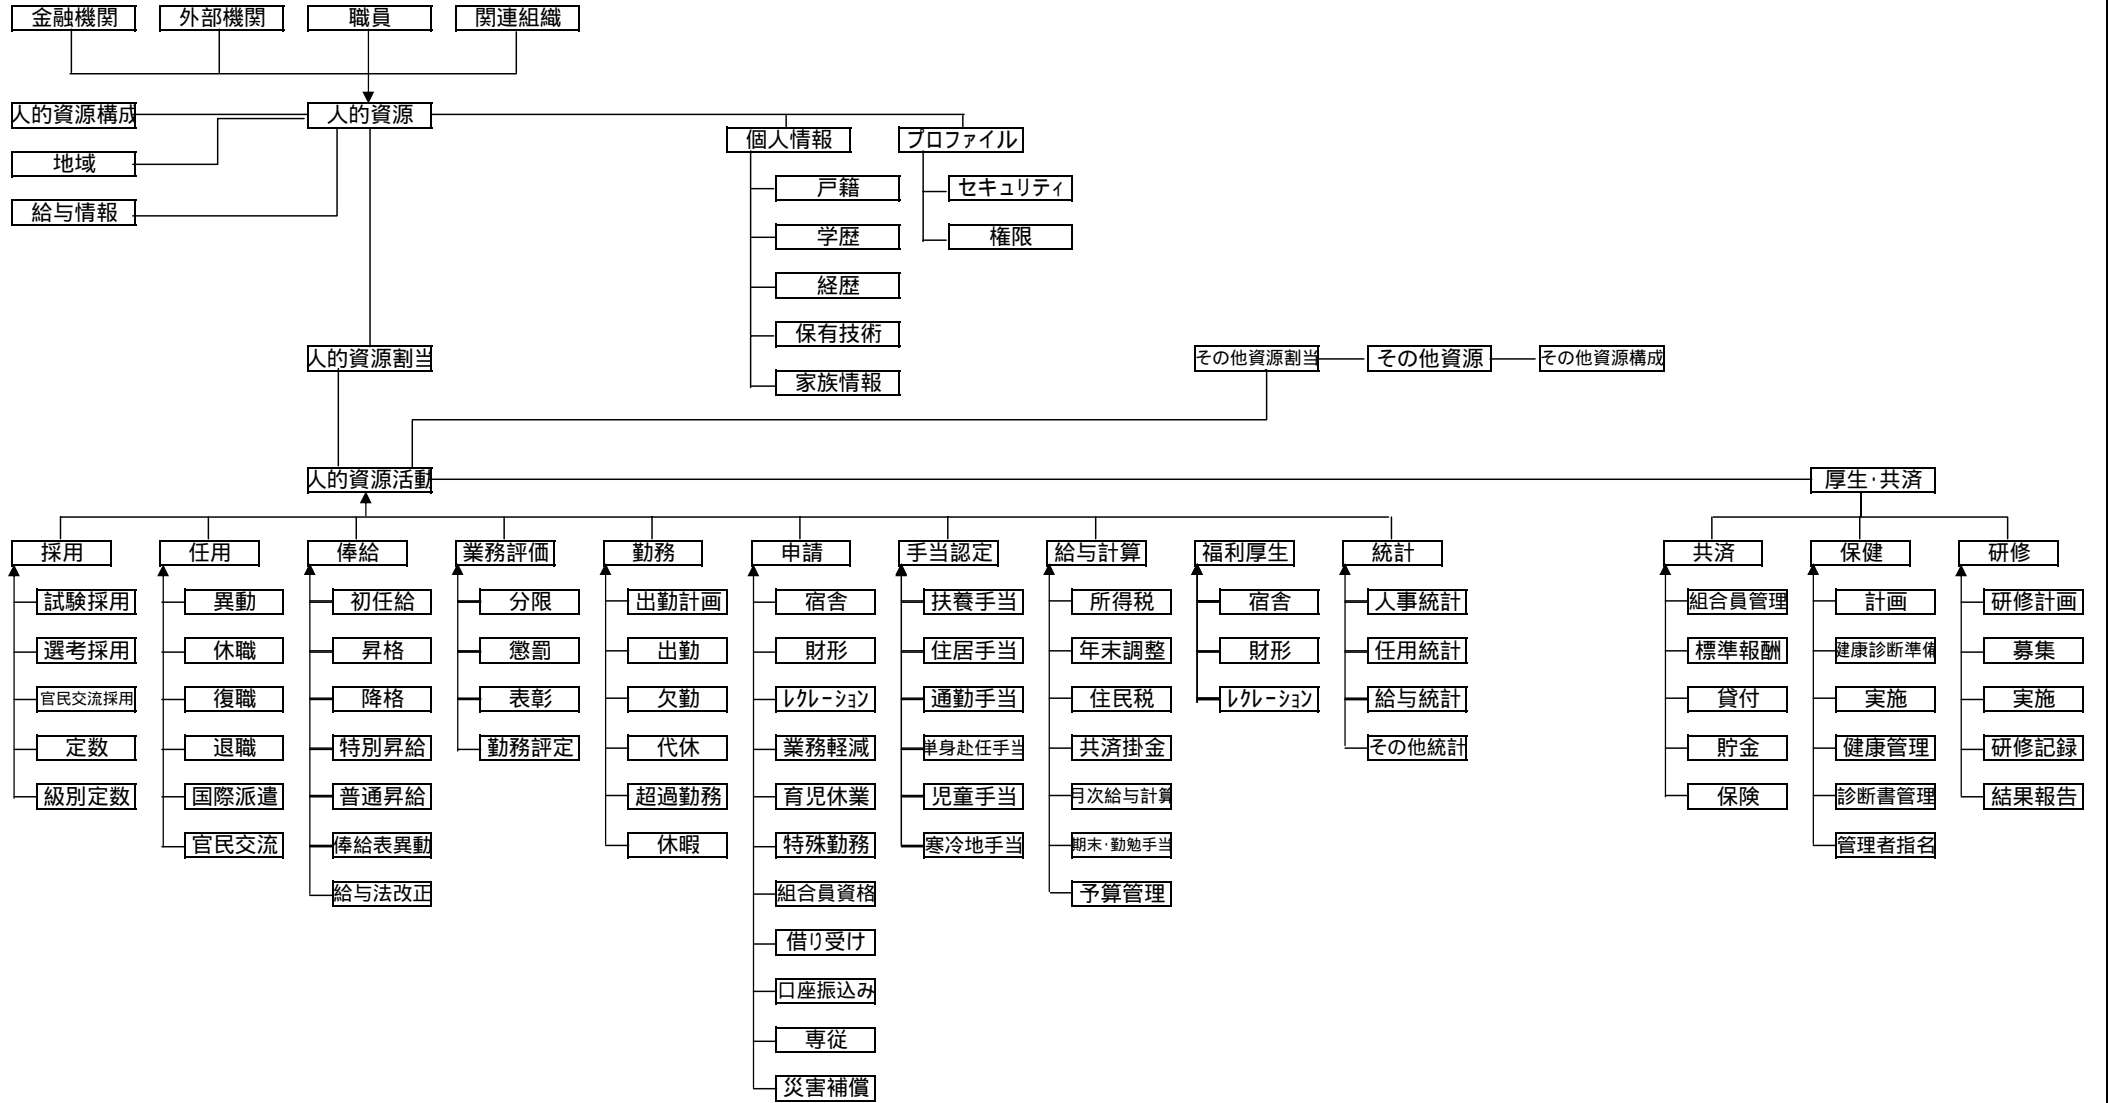 金融機関
外部機関
職員
関連組織
人的資源構成
人的資源
個人情報
プロファイル
地域
戸籍
セキュリティ
給与情報
学歴
権限
経歴
保有技術
人的資源割当
その他資源割当
その他資源
その他資源構成
家族情報
人的資源活動
厚生･共済
採用
任用
俸給
業務評価
勤務
申請
手当認定
給与計算
福利厚生
統計
共済
保健
研修
試験採用
選考採用
官民交流採用
定数
級別定数
異動
休職
復職
退職
国際派遣
官民交流
初任給
昇格
降格
特別昇給
普通昇給
俸給表異動
給与法改正
分限
懲罰
表彰
勤務評定
出勤計画
出勤
欠勤
代休
超過勤務
休暇
宿舎
財形
ﾚｸﾚｰｼｮﾝ
業務軽減
育児休業
特殊勤務
組合員資格
借り受け
口座振込み
専従
災害補償
扶養手当
住居手当
通勤手当
単身赴任手当
児童手当
寒冷地手当
所得税
年末調整
住民税
共済掛金
月次給与計算
期末･勤勉手当
予算管理
宿舎
財形
ﾚｸﾚｰｼｮﾝ
人事統計
任用統計
給与統計
その他統計
組合員管理
標準報酬
貸付
貯金
保険
計画
健康診断準備
実施
健康管理
診断書管理
管理者指名
研修計画
募集
実施
研修記録
結果報告